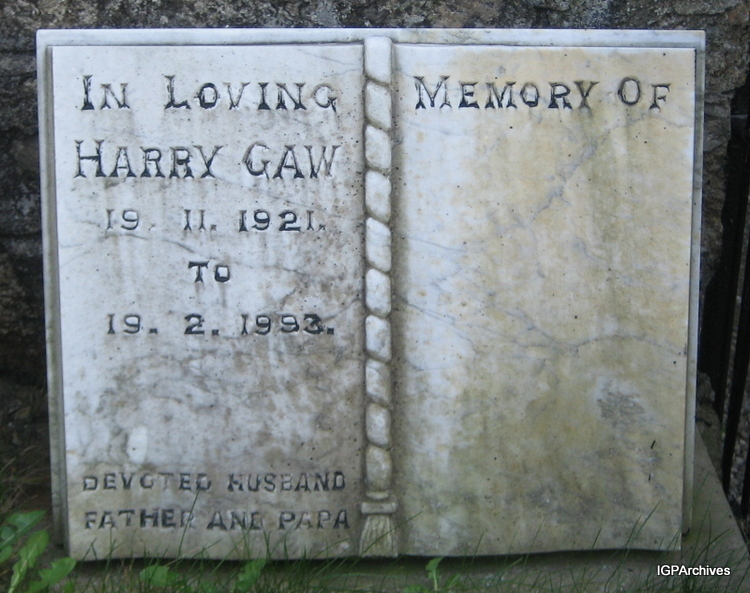 IN LOVING MEMORY OF
HARRY GAW
19. 11. 1921.
TO
19. 2. 1993.
DEVOTED HUSBAND
FATHER AND PAPA
IGPArchives